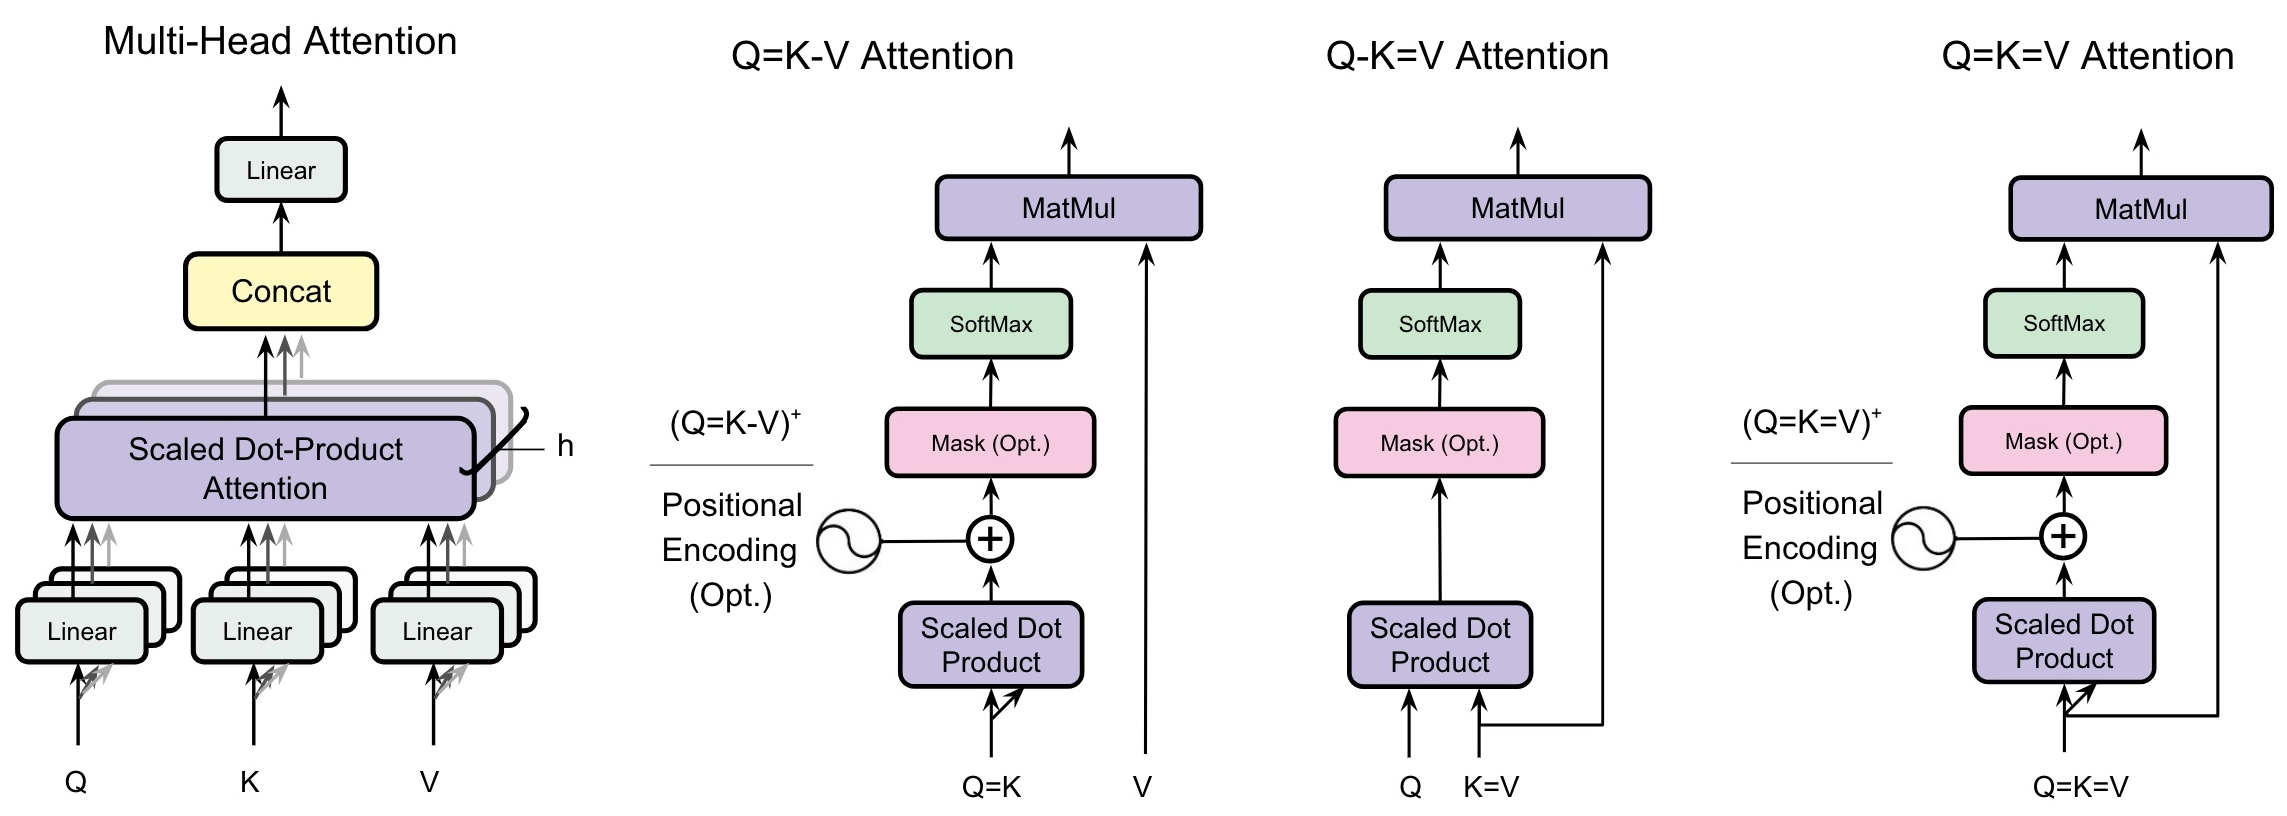 Multi-Head Attention
Linear
Concat
Scaled Dot-Product
Attention
h
Linear
Linear
Linear
Q
K
V
Q=K-V Attention
MatMul
SoftMax
(Q=K-V)+
Mask (Opt.)
Positional
Encoding
(Opt.)
+
Scaled Dot
Product
Q=K
V
Q-K=V Attention
MatMul
SoftMax
Mask (Opt.)
Scaled Dot
Product
Q
K=V
Q=K=V Attention
MatMul
SoftMax
(Q=K=V)+
Mask (Opt.)
Positional
Encoding
(Opt.)
+
Scaled Dot
Product
Q=K=V